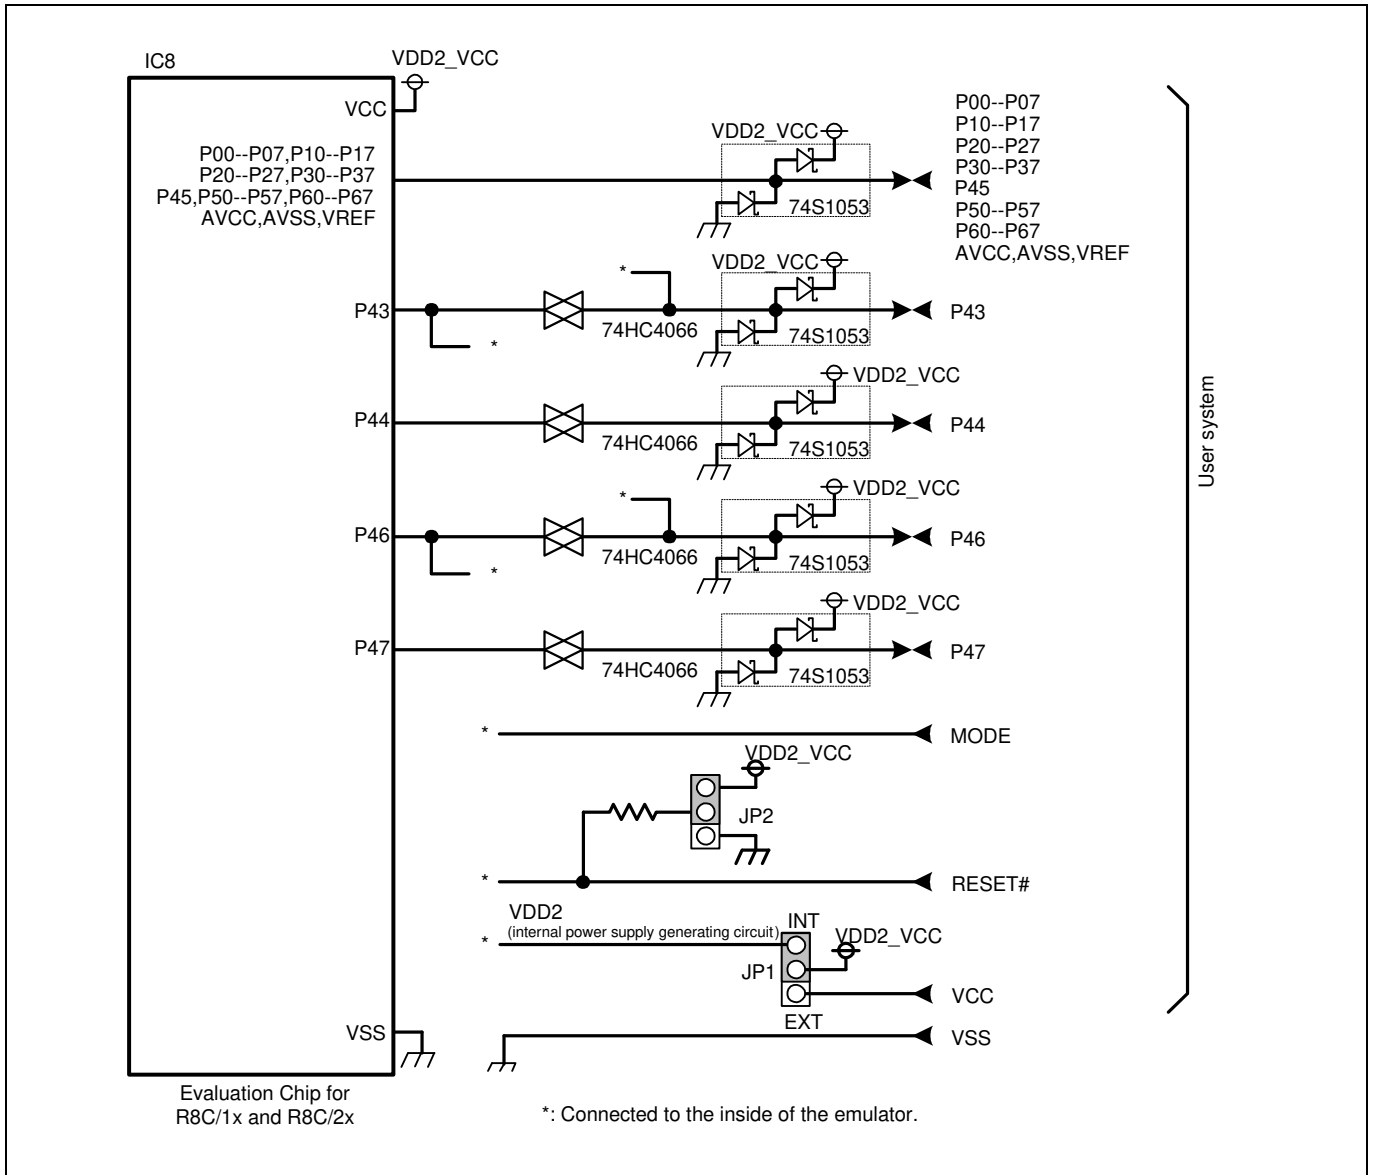 IC8
VDD2_VCC
VCC
P00--P07,P10--P17
P20--P27,P30--P37
P45,P50--P57,P60--P67
AVCC,AVSS,VREF
VDD2_VCC
74S1053
P00--P07
P10--P17
P20--P27
P30--P37
P45
P50--P57
P60--P67
AVCC,AVSS,VREF
P43
*
*
74HC4066
VDD2_VCC
74S1053
P43
P44
74HC4066
VDD2_VCC
74S1053
P44
P46
*
*
74HC4066
VDD2_VCC
74S1053
P46
P47
74HC4066
VDD2_VCC
74S1053
P47
User system
*
MODE
VDD2_VCC
JP2
*
RESET#
VDD2
(internal power supply generating circuit)
*
INT
VDD2_VCC
JP1
VCC
EXT
VSS
VSS
Evaluation Chip for
R8C/1x and R8C/2x
*: Connected to the inside of the emulator.